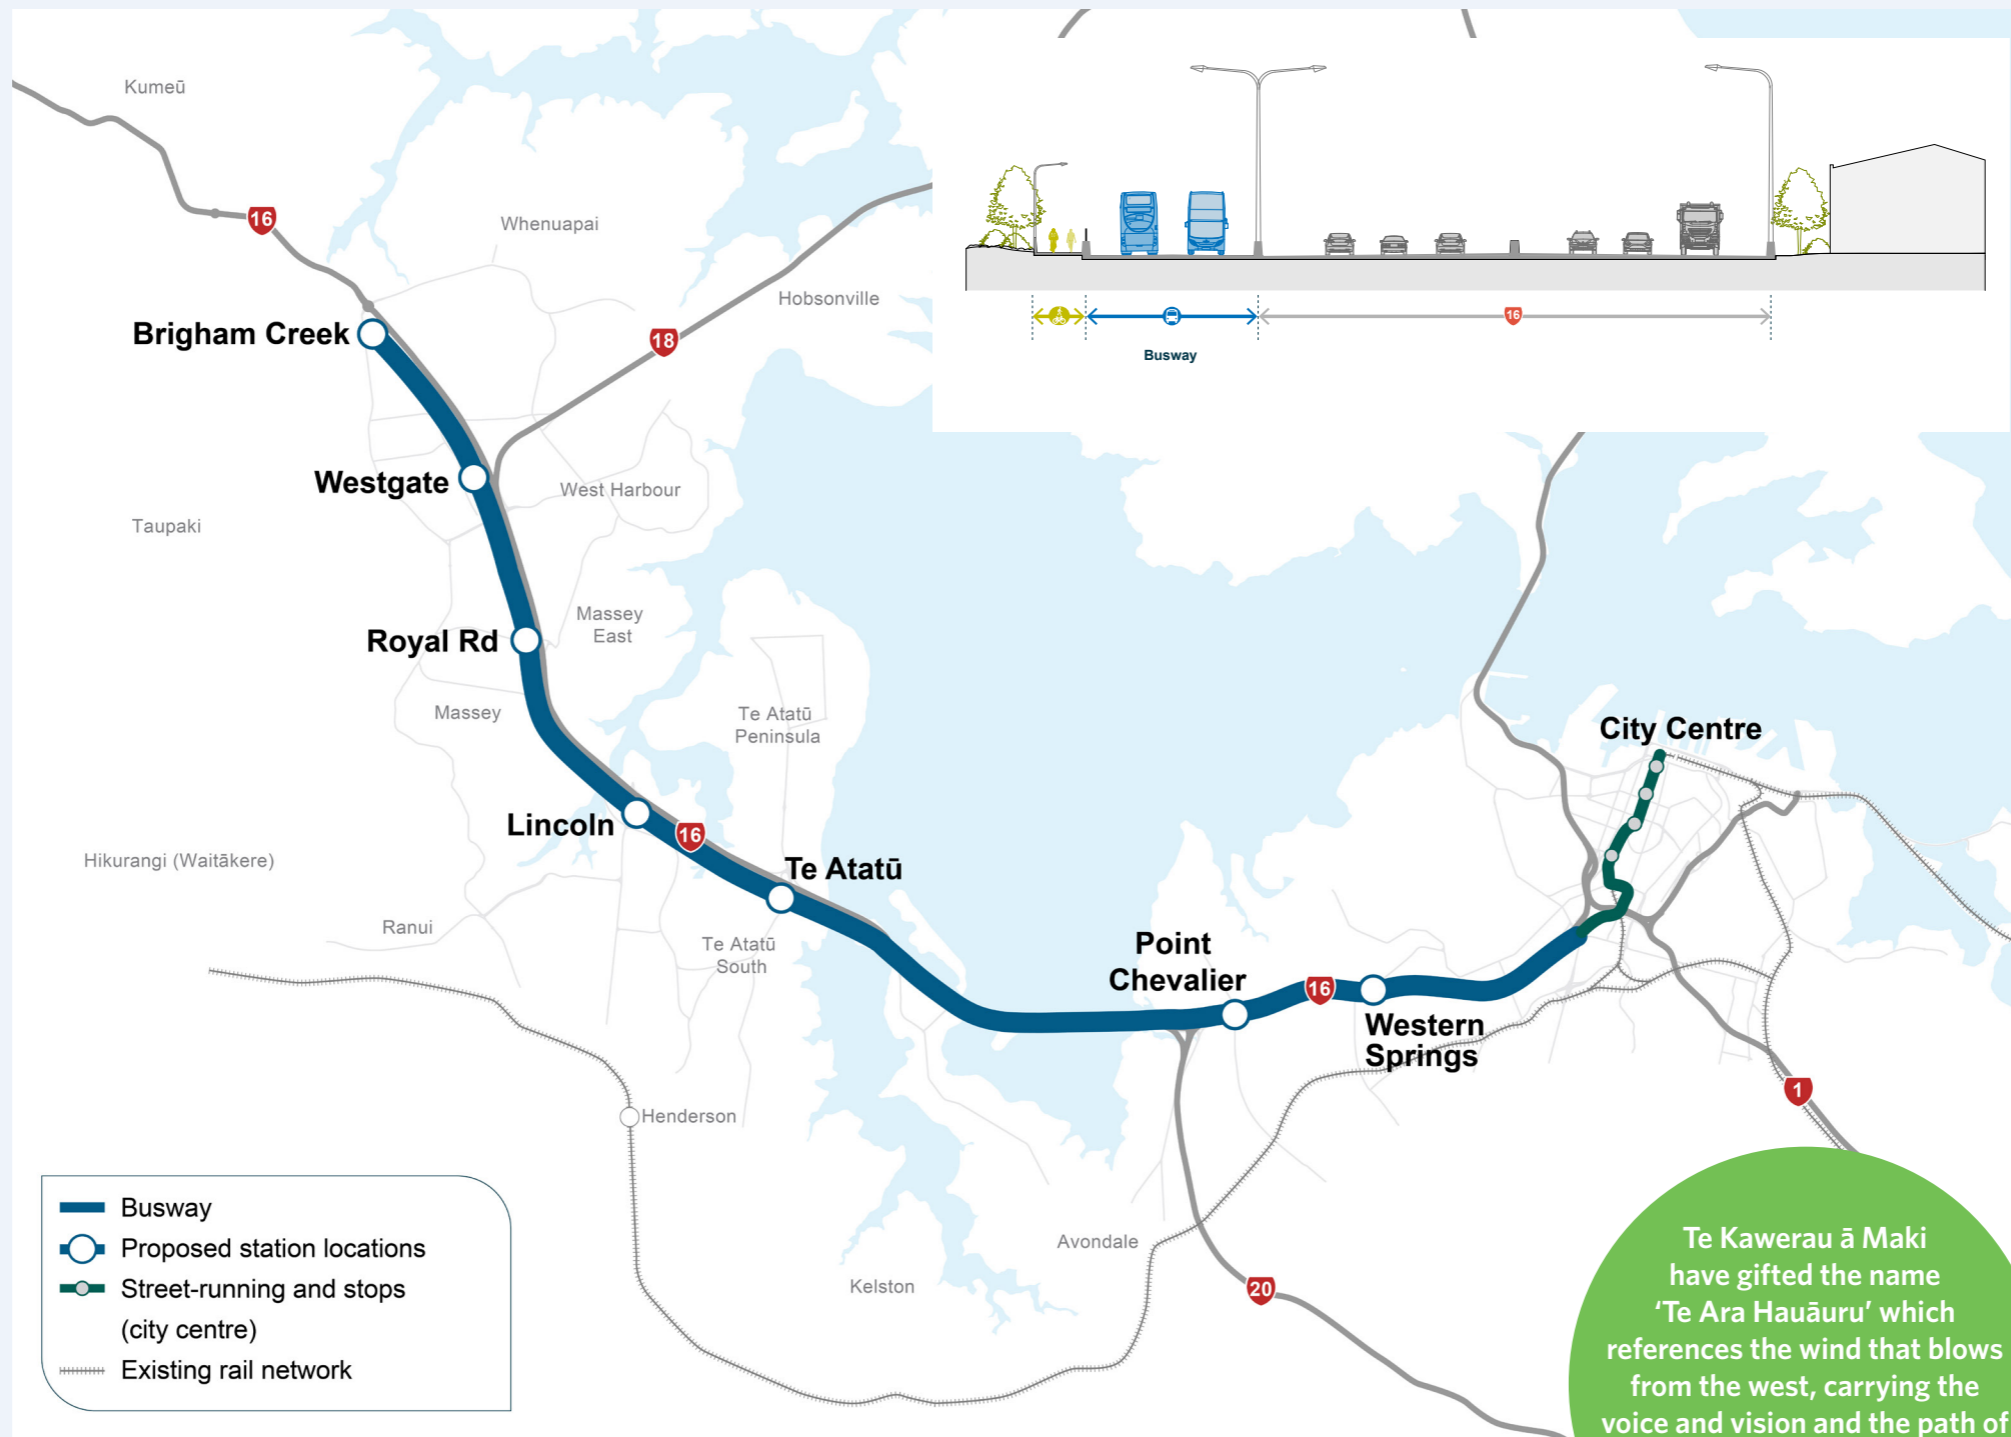 Kumeū
16
Whenuapai
Hobsonville
Brigham Creek
18
16
Busway
Westgate
West Harbour
Taupaki
Massey
East
Royal Rd
Massey
Te Atatū
Peninsula
City Centre
Lincoln
16
Hikurangi (Waitākere)
Te Atatū
Ranui
Te Atatū
South
Point
Chevalier
16
Western
Springs
Henderson
1
Avondale
Kelston
20
Busway
Proposed station locations
Street-running and stops
(city centre)
Existing rail network
Te Kawerau ā Maki
have gifted the name
‘Te Ara Hauāuru’ which
references the wind that blows
from the west, carrying the
voice and vision and the path of